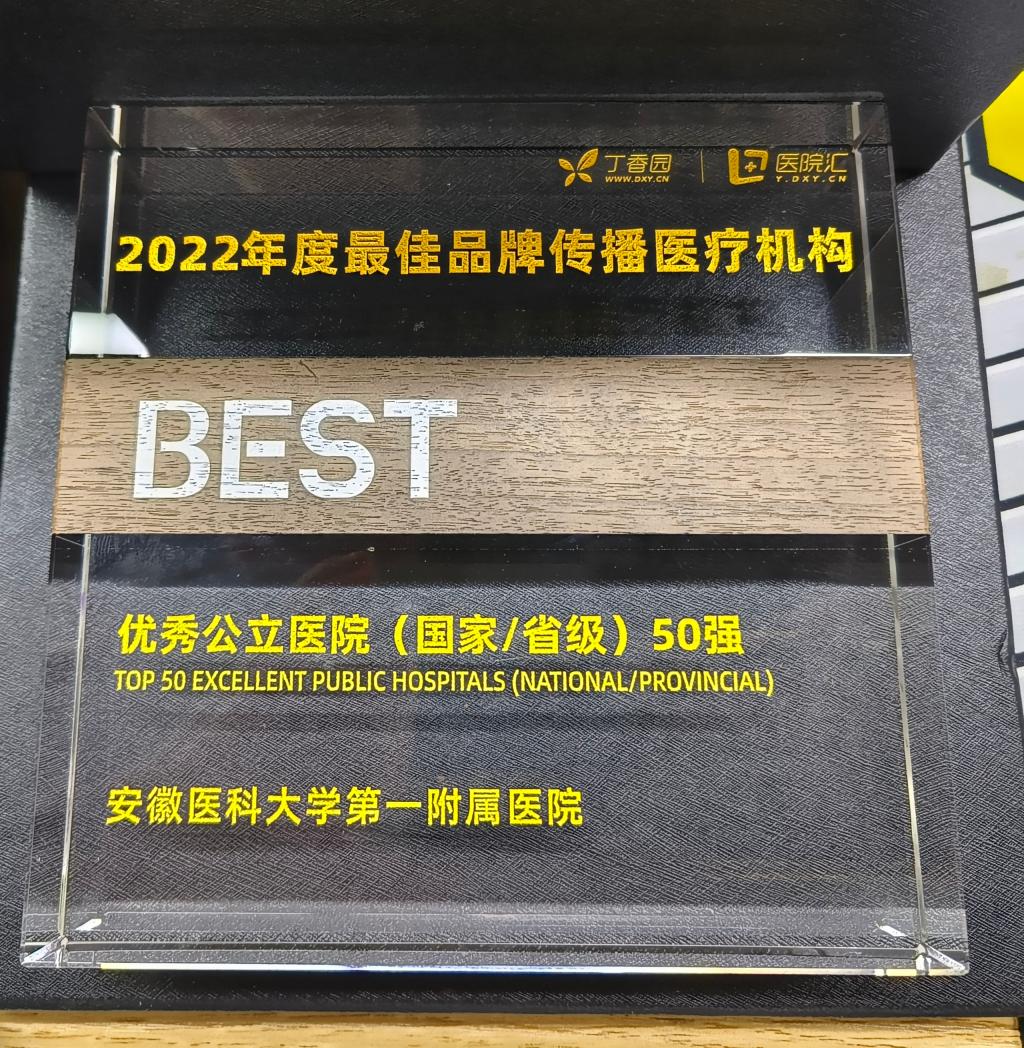 丁香园 医院汇
WWW.DXY.CN Y.DXY.CN
2022年度最佳品牌传播医疗机构
BEST
优秀公立医院（国家/省级）50强
TOP 50 EXCELLENT PUBLIC HOSPITALS (NATIONAL/PROVINCIAL)
安徽医科大学第一附属医院